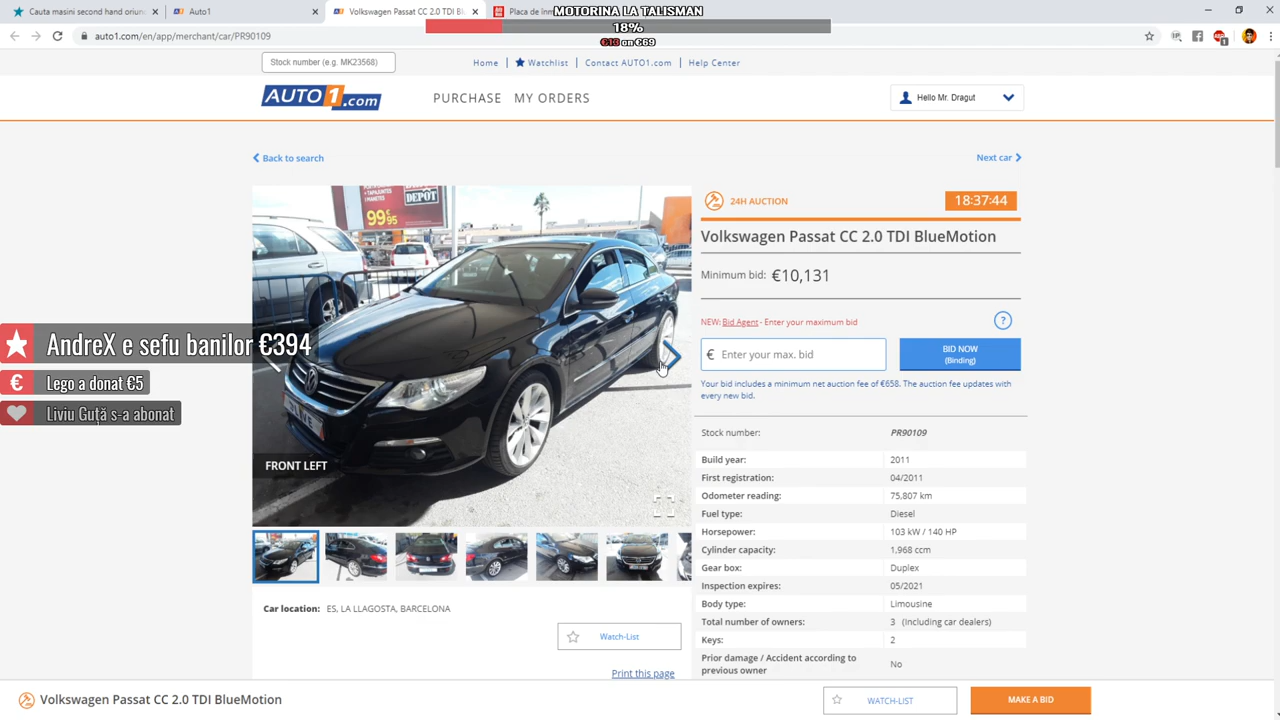 Cauta masini second hand oriun
Auto1
Volkswagen Passat CC 2.0 TDI BL
Placa de înm
MOTORINA LA TALISMAN
18%
€13 on €69
auto1.com/en/app/merchant/car/PR90109
Stock number (e.g. MK23568)
Home
Watchlist
Contact AUTO1.com
Help Center
AUTO1.com
PURCHASE
MY ORDERS
Hello Mr. Dragut
Back to search
Next car
DEPOT
99'95
FRONT LEFT
24H AUCTION
18:37:44
Volkswagen Passat CC 2.0 TDI BlueMotion
Minimum bid: €10,131
NEW: Bid Agent - Enter your maximum bid
?
€ Enter your max. bid
BID NOW
(Binding)
Your bid includes a minimum net auction fee of €658. The auction fee updates with
every new bid.
AndreX e sefu banilor €394
€ Lego a donat €5
Liviu Guță s-a abonat
Stock number: PR90109
Build year: 2011
First registration: 04/2011
Odometer reading: 75,807 km
Fuel type: Diesel
Horsepower: 103 kW / 140 HP
Cylinder capacity: 1,968 ccm
Gear box: Duplex
Inspection expires: 05/2021
Body type: Limousine
Total number of owners: 3 (Including car dealers)
Keys: 2
Prior damage / Accident according to
previous owner
No
Car location: ES, LA LLAGOSTA, BARCELONA
Watch-List
Print this page
Volkswagen Passat CC 2.0 TDI BlueMotion
WATCH-LIST
MAKE A BID